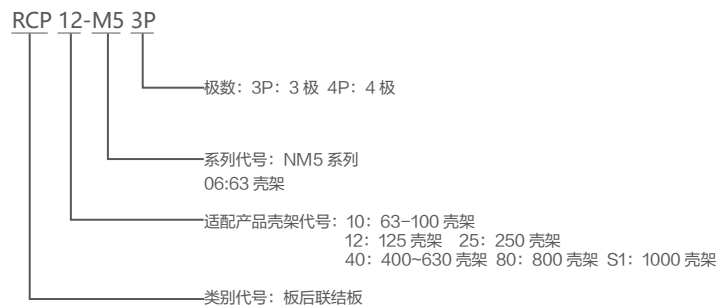 RCP 12-M5 3P
极数：3P：3 极 4P：4 极
系列代号：NM5 系列
06:63 壳架
适配产品壳架代号：10：63-100 壳架
12：125 壳架 25：250 壳架
40：400~630 壳架 80：800 壳架 S1：1000 壳架
类别代号：板后联结板